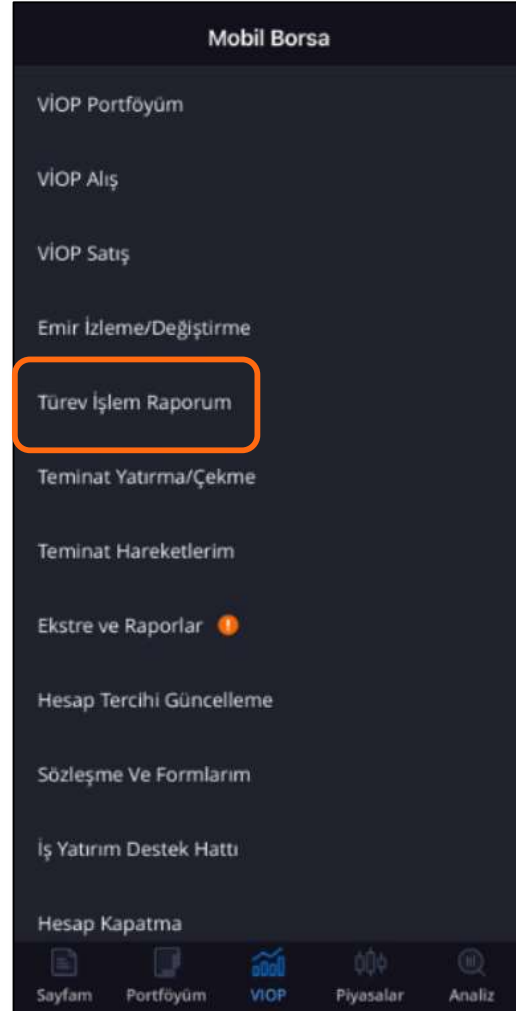 Mobil Borsa
VİOP Portföyüm
VİOP Alış
VİOP Satış
Emir İzleme/Değiştirme
Türev İşlem Raporum
Teminat Yatırma/Çekme
Teminat Hareketlerim
Ekstre ve Raporlar
Hesap Tercihi Güncelleme
Sözleşme Ve Formlarım
İş Yatırım Destek Hattı
Hesap Kapatma
Sayfam Portföyüm VIOP Piyasalar Analiz